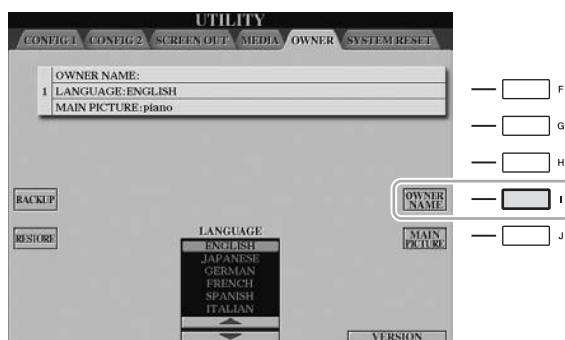 UTILITY
CONFIG 1 CONFIG 2 SCREEN OUT MEDIA OWNER SYSTEM RESET
OWNER NAME:
1 LANGUAGE:ENGLISH
MAIN PICTURE:piano
F
G
H
BACKUP
OWNER
NAME
I
RESTORE
LANGUAGE
MAIN
PICTURE
J
ENGLISH
JAPANESE
GERMAN
FRENCH
SPANISH
ITALIAN
VERSION